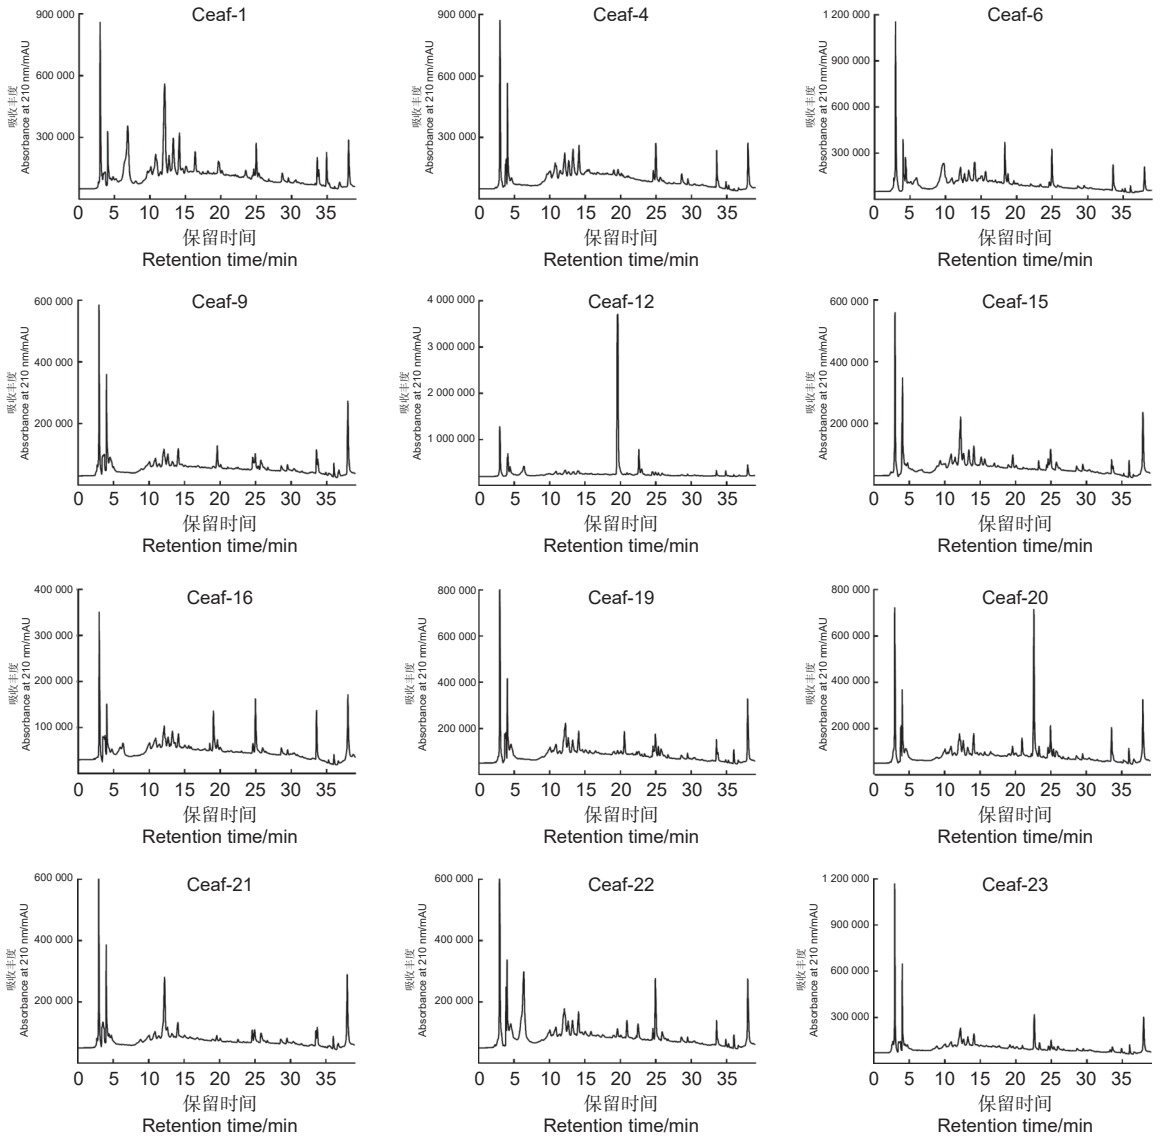 Ceaf-1
吸收丰度
Absorbance at 210 nm/mAU
900 000
600 000
300 000
0 5 10 15 20 25 30 35
保留时间
Retention time/min
Ceaf-4
吸收丰度
Absorbance at 210 nm/mAU
900 000
600 000
300 000
0 5 10 15 20 25 30 35
保留时间
Retention time/min
Ceaf-6
吸收丰度
Absorbance at 210 nm/mAU
1 200 000
900 000
600 000
300 000
0 5 10 15 20 25 30 35
保留时间
Retention time/min
Ceaf-9
吸收丰度
Absorbance at 210 nm/mAU
600 000
400 000
200 000
0 5 10 15 20 25 30 35
保留时间
Retention time/min
Ceaf-12
吸收丰度
Absorbance at 210 nm/mAU
4 000 000
3 000 000
2 000 000
1 000 000
0 5 10 15 20 25 30 35
保留时间
Retention time/min
Ceaf-15
吸收丰度
Absorbance at 210 nm/mAU
600 000
400 000
200 000
0 5 10 15 20 25 30 35
保留时间
Retention time/min
Ceaf-16
吸收丰度
Absorbance at 210 nm/mAU
400 000
300 000
200 000
100 000
0 5 10 15 20 25 30 35
保留时间
Retention time/min
Ceaf-19
吸收丰度
Absorbance at 210 nm/mAU
800 000
600 000
400 000
200 000
0 5 10 15 20 25 30 35
保留时间
Retention time/min
Ceaf-20
吸收丰度
Absorbance at 210 nm/mAU
800 000
600 000
400 000
200 000
0 5 10 15 20 25 30 35
保留时间
Retention time/min
Ceaf-21
吸收丰度
Absorbance at 210 nm/mAU
600 000
400 000
200 000
0 5 10 15 20 25 30 35
保留时间
Retention time/min
Ceaf-22
吸收丰度
Absorbance at 210 nm/mAU
600 000
400 000
200 000
0 5 10 15 20 25 30 35
保留时间
Retention time/min
Ceaf-23
吸收丰度
Absorbance at 210 nm/mAU
1 200 000
900 000
600 000
300 000
0 5 10 15 20 25 30 35
保留时间
Retention time/min